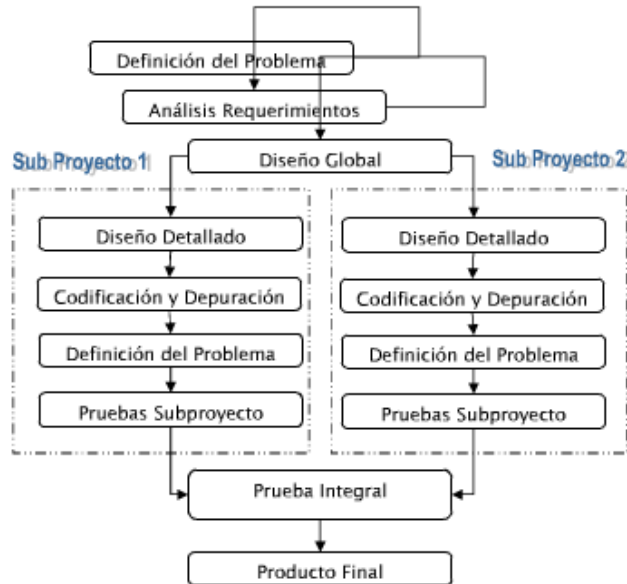 Definición del Problema
Análisis Requerimientos
Diseño Global
Sub Proyecto 1
Diseño Detallado
Codificación y Depuración
Definición del Problema
Pruebas Subproyecto
Sub Proyecto 2
Diseño Detallado
Codificación y Depuración
Definición del Problema
Pruebas Subproyecto
Prueba Integral
Producto Final